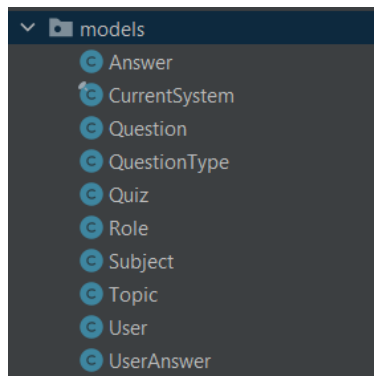 models
Answer
CurrentSystem
Question
QuestionType
Quiz
Role
Subject
Topic
User
UserAnswer